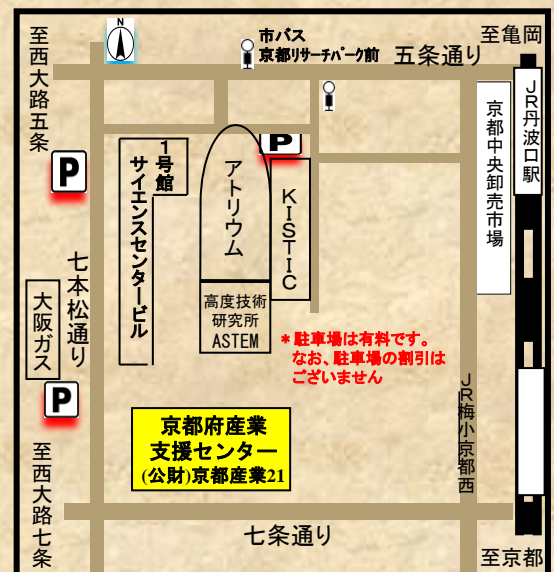 N
至西大路五条
市バス
京都リサーチパーク前
五条通り
至亀岡
JR丹波口駅
京都中央卸売市場
P
1号館
サイエンスセンタービル
アトリウム
P
KISTIC
高度技術
研究所
ASTEM
七本松通り
大阪ガス
P
*駐車場は有料です。
なお、駐車場の割引は
ございません
京都府産業
支援センター
(公財)京都産業21
JR梅小京都西
至西大路七条
七条通り
至京都